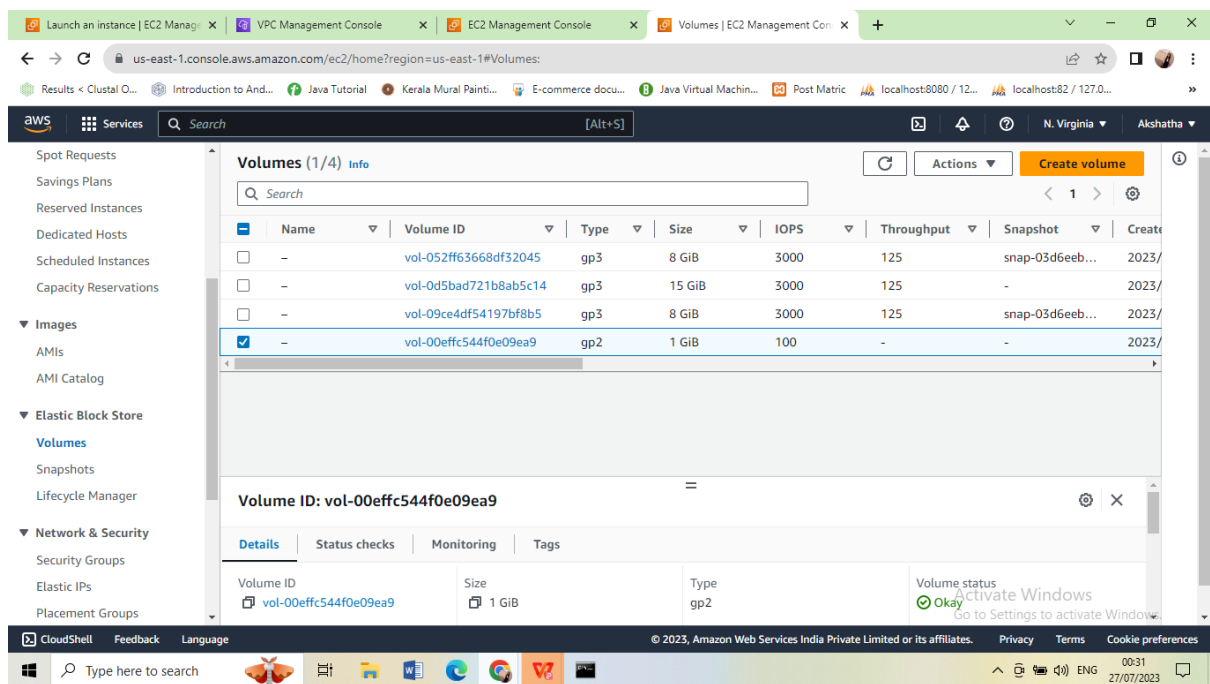 Launch an instance | EC2 Manage
VPC Management Console
EC2 Management Console
Volumes | EC2 Management Con
us-east-1.console.aws.amazon.com/ec2/home?region=us-east-1#Volumes:
Results < Clustal O... Introduction to And... Java Tutorial Kerala Mural Painti... E-commerce docu... Java Virtual Machin... Post Matric localhost:8080 / 12... localhost:82 / 127.0... »
aws Services Search [Alt+S] N. Virginia ▼ Akshatha ▼
Spot Requests
Savings Plans
Reserved Instances
Dedicated Hosts
Scheduled Instances
Capacity Reservations
Images
AMIs
AMI Catalog
Elastic Block Store
Volumes
Snapshots
Lifecycle Manager
Network & Security
Security Groups
Elastic IPs
Placement Groups
Volumes (1/4) Info
Actions ▼ Create volume
Search
< 1 >
Name Volume ID Type Size IOPS Throughput Snapshot Create
– vol-052ff63668df32045 gp3 8 GiB 3000 125 snap-03d6eeb... 2023/
– vol-0d5bad721b8ab5c14 gp3 15 GiB 3000 125 - 2023/
– vol-09ce4df54197bf8b5 gp3 8 GiB 3000 125 snap-03d6eeb... 2023/
– vol-00effc544f0e09ea9 gp2 1 GiB 100 - - 2023/
Volume ID: vol-00effc544f0e09ea9
Details Status checks Monitoring Tags
Volume ID Size Type Volume status
vol-00effc544f0e09ea9 1 GiB gp2 Okay
Activate Windows
Go to Settings to activate Windows.
CloudShell Feedback Language © 2023, Amazon Web Services India Private Limited or its affiliates. Privacy Terms Cookie preferences
Type here to search ENG 00:31
27/07/2023